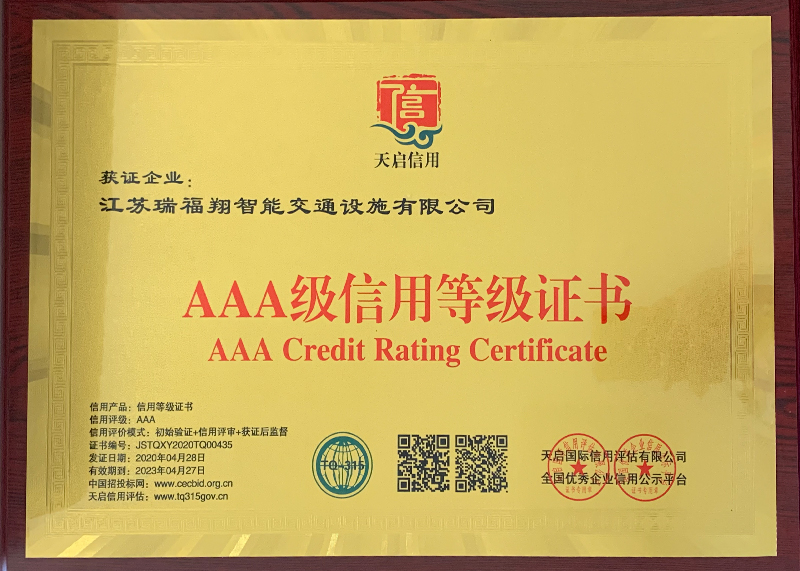 信
天启信用
获证企业：
江苏瑞福翔智能交通设施有限公司
AAA级信用等级证书
AAA Credit Rating Certificate
信用产品：信用等级证书
信用评级：AAA
信用评价模式：初始验证+信用评审+获证后监督
证书编号：JSTQXY2020TQ00435
发证日期：2020年04月28日
有效期到：2023年04月27日
中国招投标网：www.cecbid.org.cn
天启信用评估：www.tq315gov.cn
TQ-315
天启国际信用评估有限公司
全国优秀企业信用公示平台